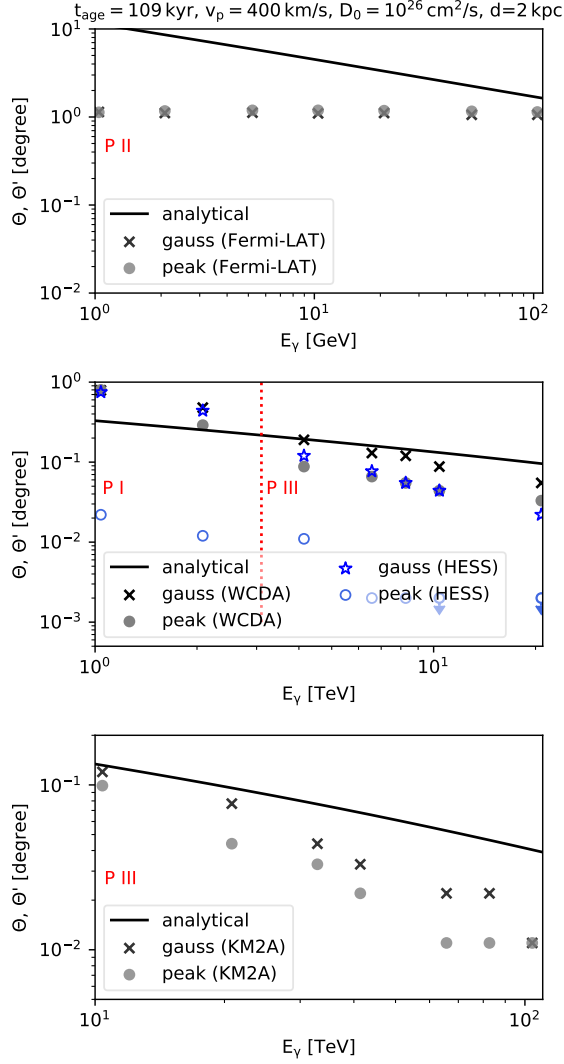 t_age = 109 kyr, v_p = 400 km/s, D_0 = 10^26 cm^2/s, d=2 kpc
10^1
10^0
10^-1
10^-2
Θ, Θ' [degree]
P II
analytical
gauss (Fermi-LAT)
peak (Fermi-LAT)
10^0
10^1
10^2
E_γ [GeV]
10^0
10^-1
10^-2
10^-3
Θ, Θ' [degree]
P I
P III
analytical
gauss (WCDA)
peak (WCDA)
gauss (HESS)
peak (HESS)
10^0
10^1
E_γ [TeV]
10^-1
10^-2
Θ, Θ' [degree]
P III
analytical
gauss (KM2A)
peak (KM2A)
10^1
10^2
E_γ [TeV]